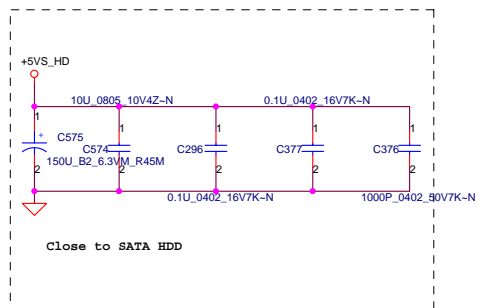 +5VS_HD
10U_0805_10V4Z~N
0.1U_0402_16V7K~N
1
1
1
1
1
C575
C574
C296
C377
C376
150U_B2_6.3VM_R45M
2
2
2
2
2
0.1U_0402_16V7K~N
1000P_0402_50V7K~N
Close to SATA HDD